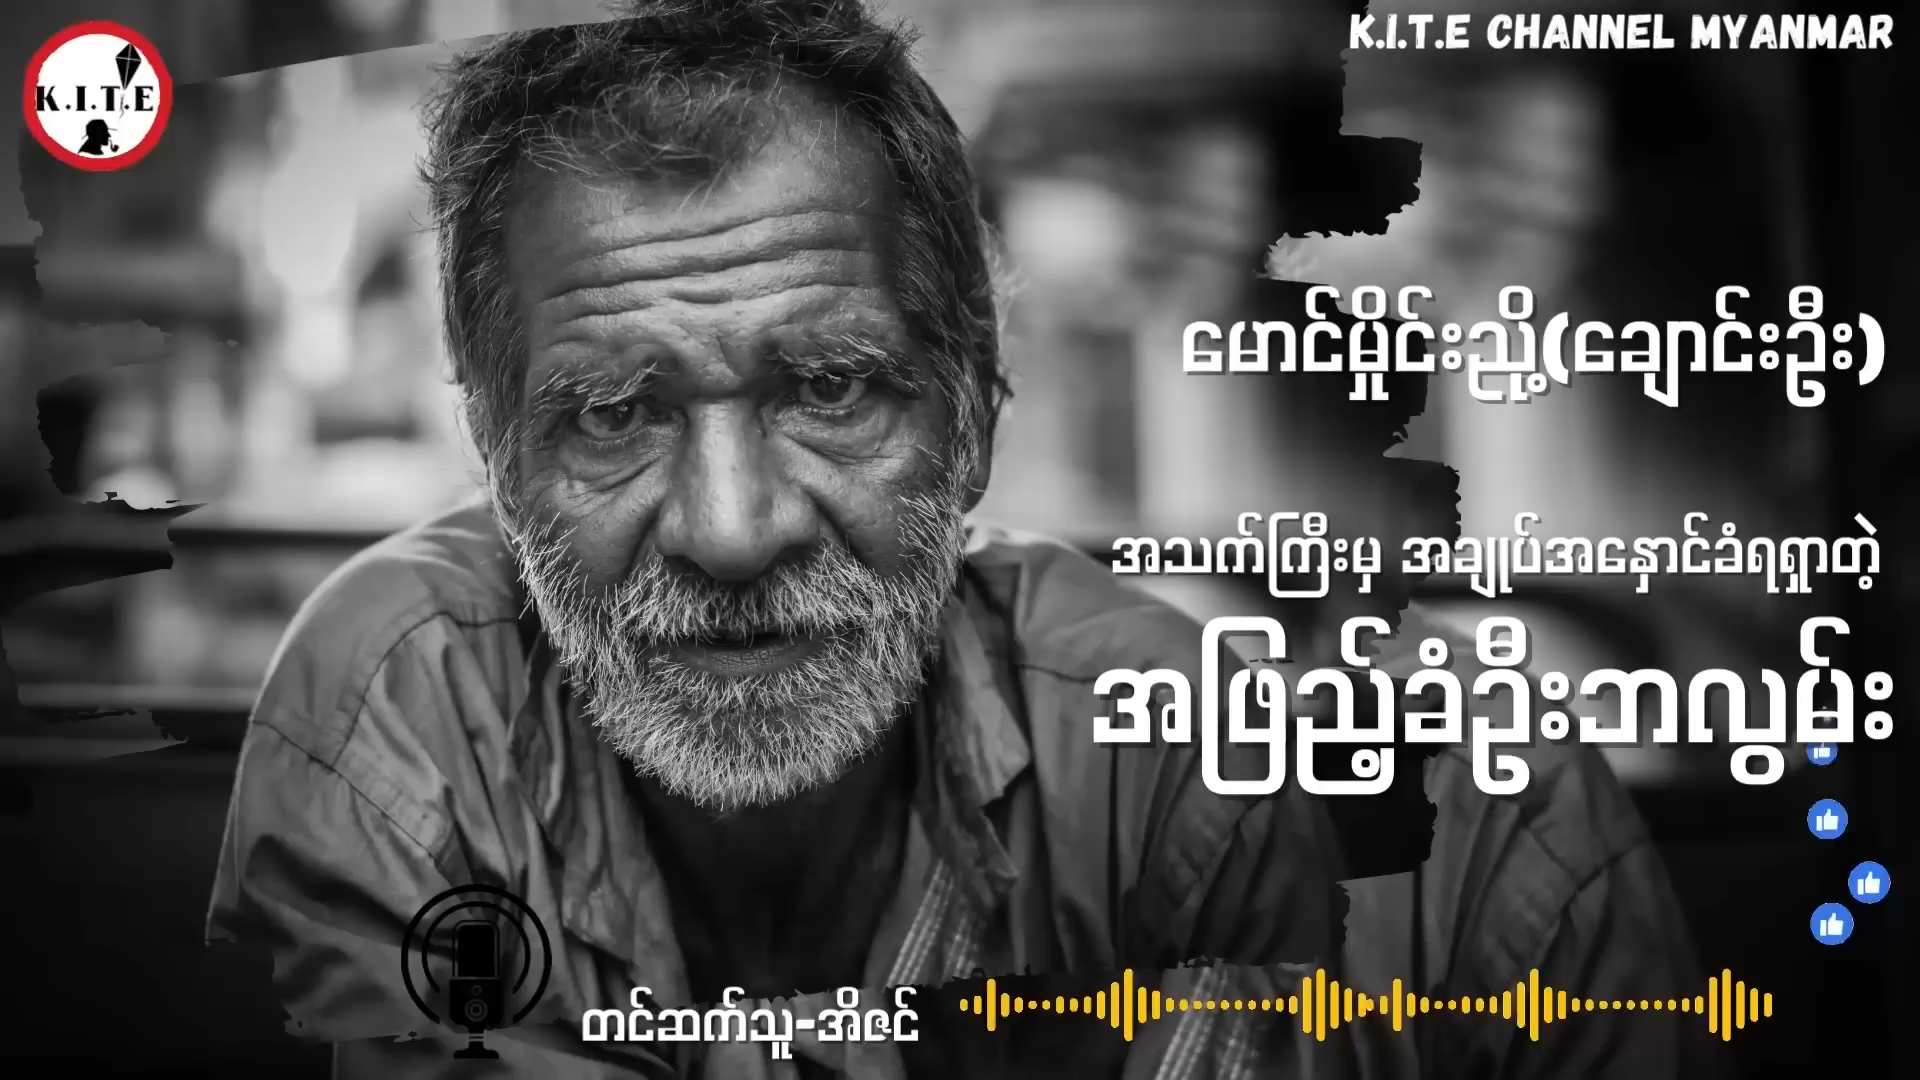 K.I.T.E
K.I.T.E CHANNEL MYANMAR
မောင်မှိုင်းညို့(ချောင်းဦး)
အသက်ကြီးမှ အချုပ်အနှောင်ခံရရှာတဲ့
အဖြည့်ခံဦးဘလွမ်း
တင်ဆက်သူ-အိဇင်